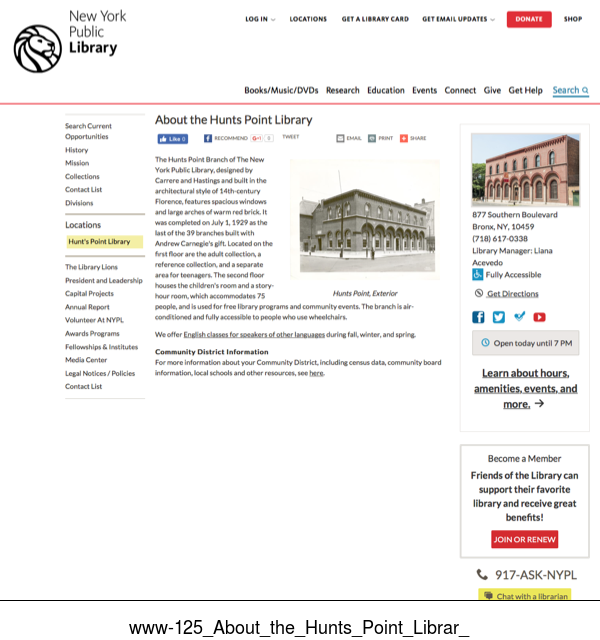 New York
Public
Library
LOG IN
LOCATIONS
GET A LIBRARY CARD
GET EMAIL UPDATES
DONATE
SHOP
Books/Music/DVDs Research Education Events Connect Give Get Help Search
Search Current
Opportunities
History
Mission
Collections
Contact List
Divisions
Locations
Hunt's Point Library
The Library Lions
President and Leadership
Capital Projects
Annual Report
Volunteer At NYPL
Awards Programs
Fellowships & Institutes
Media Center
Legal Notices / Policies
Contact List
About the Hunts Point Library
Like 0
RECOMMEND
G+1 0
TWEET
EMAIL
PRINT
SHARE
The Hunts Point Branch of The New
York Public Library, designed by
Carrere and Hastings and built in the
architectural style of 14th-century
Florence, features spacious windows
and large arches of warm red brick. It
was completed on July 1, 1929 as the
last of the 39 branches built with
Andrew Carnegie's gift. Located on the
first floor are the adult collection, a
reference collection, and a separate
area for teenagers. The second floor
houses the children's room and a story-
hour room, which accommodates 75
people, and is used for free library programs and community events. The branch is air-
conditioned and fully accessible to people who use wheelchairs.
Hunts Point, Exterior
We offer English classes for speakers of other languages during fall, winter, and spring.
Community District Information
For more information about your Community District, including census data, community board
information, local schools and other resources, see here.
877 Southern Boulevard
Bronx, NY, 10459
(718) 617-0338
Library Manager: Liana
Acevedo
Fully Accessible
Get Directions
Open today until 7 PM
Learn about hours,
amenities, events, and
more. →
Become a Member
Friends of the Library can
support their favorite
library and receive great
benefits!
JOIN OR RENEW
917-ASK-NYPL
Chat with a librarian
www-125_About_the_Hunts_Point_Librar_